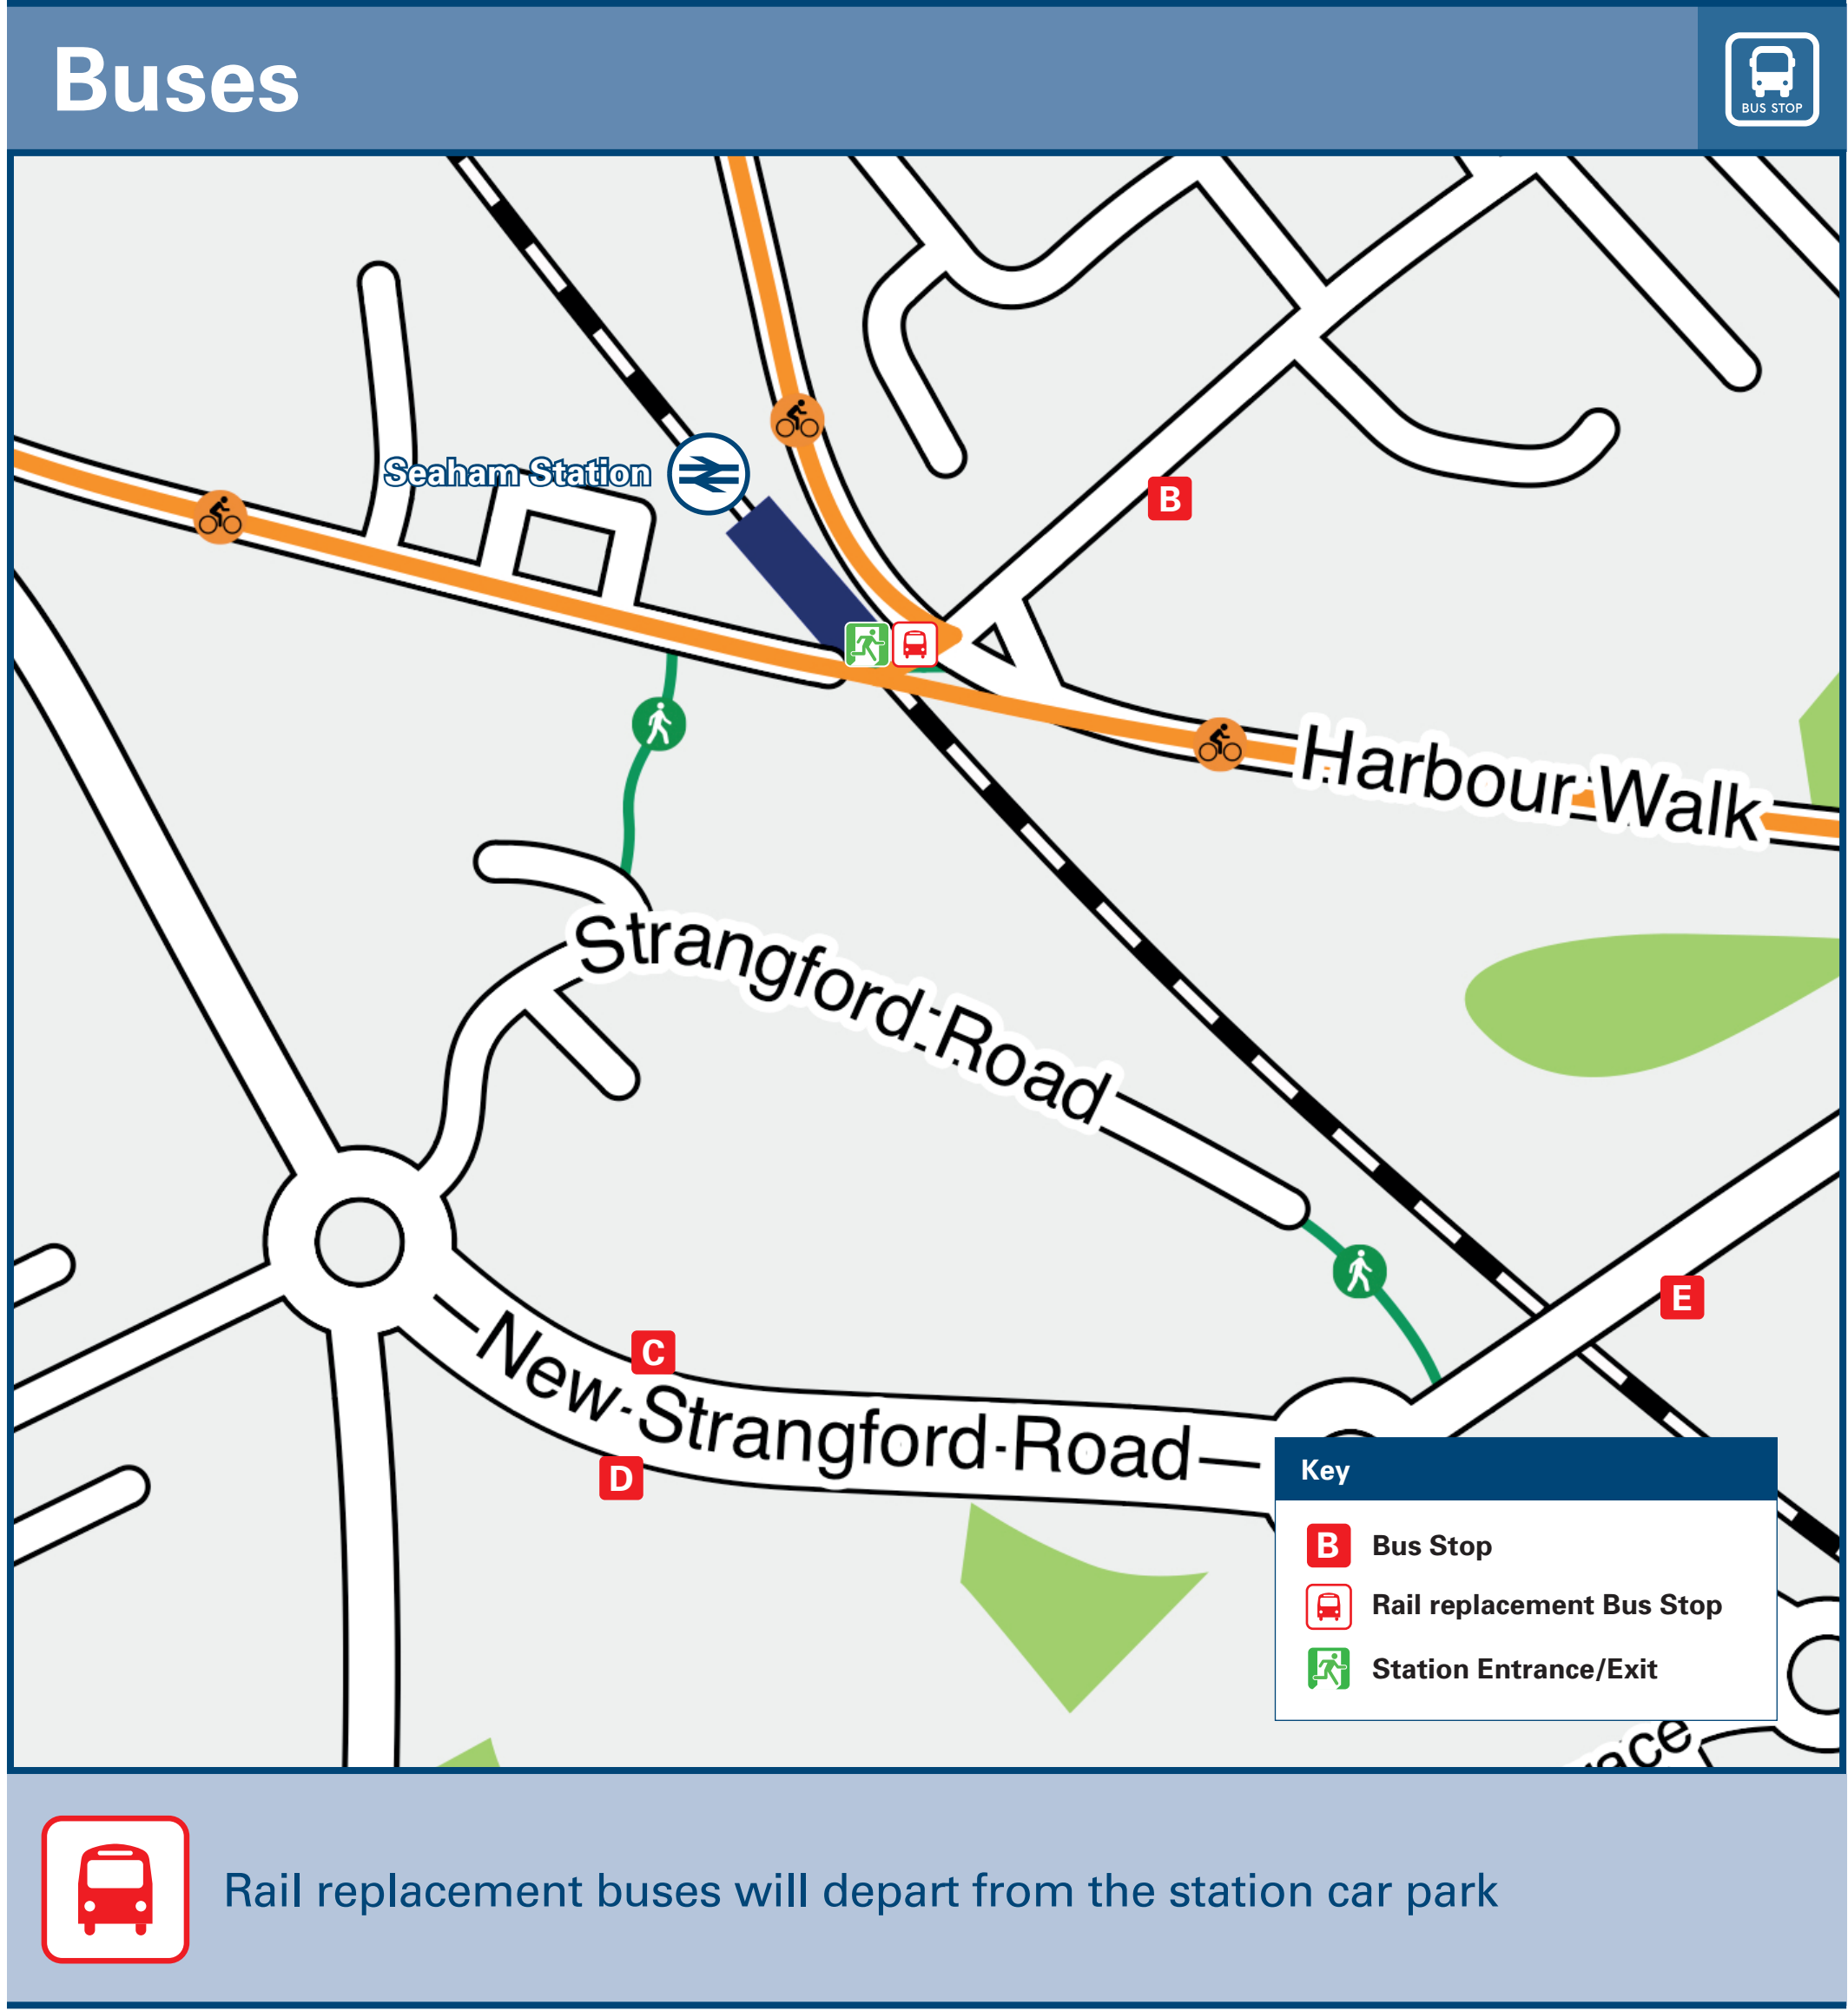 Buses
BUS STOP
Seaham Station
B
Harbour Walk
Strangford Road
E
C
New Strangford Road
D
Key
B Bus Stop
Rail replacement Bus Stop
Station Entrance/Exit
Rail replacement buses will depart from the station car park